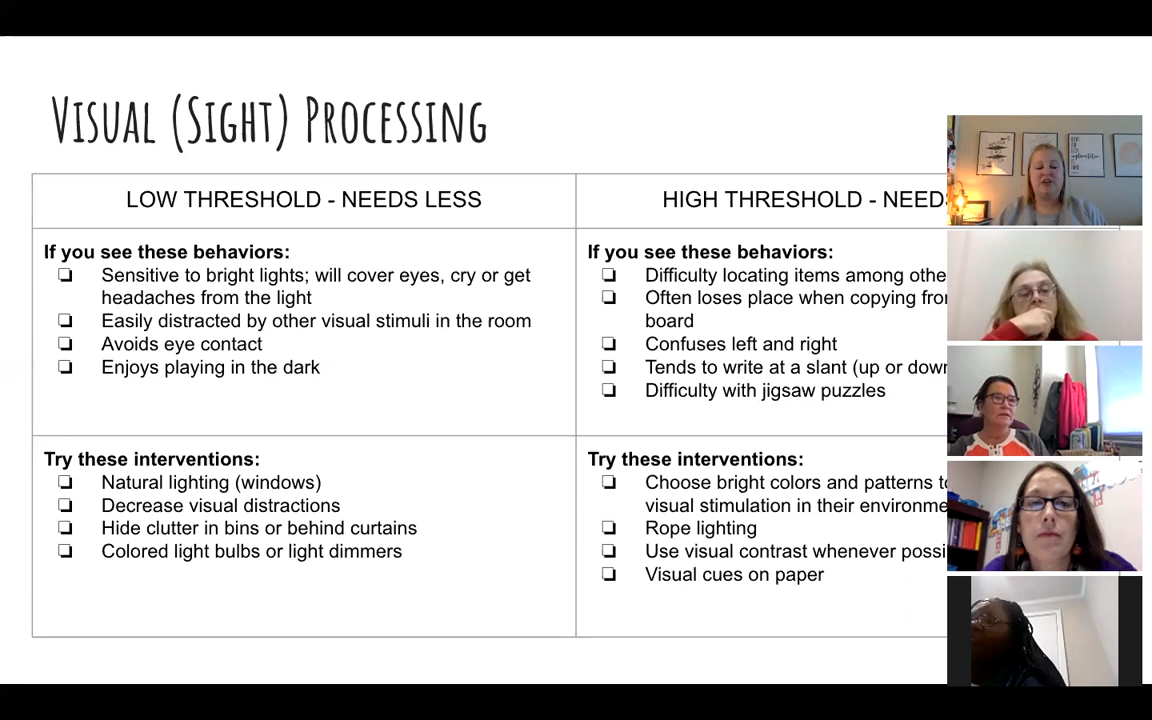 Visual (Sight) Processing
LOW THRESHOLD - NEEDS LESS
HIGH THRESHOLD - NEEDS
If you see these behaviors:
❏ Sensitive to bright lights; will cover eyes, cry or get
headaches from the light
❏ Easily distracted by other visual stimuli in the room
❏ Avoids eye contact
❏ Enjoys playing in the dark
If you see these behaviors:
❏ Difficulty locating items among
❏ Often loses place when copying
board
❏ Confuses left and right
❏ Tends to write at a slant (up or
❏ Difficulty with jigsaw puzzles
Try these interventions:
❏ Natural lighting (windows)
❏ Decrease visual distractions
❏ Hide clutter in bins or behind curtains
❏ Colored light bulbs or light dimmers
Try these interventions:
❏ Choose bright colors and patterns
visual stimulation in their
❏ Rope lighting
❏ Use visual contrast whenever
❏ Visual cues on paper